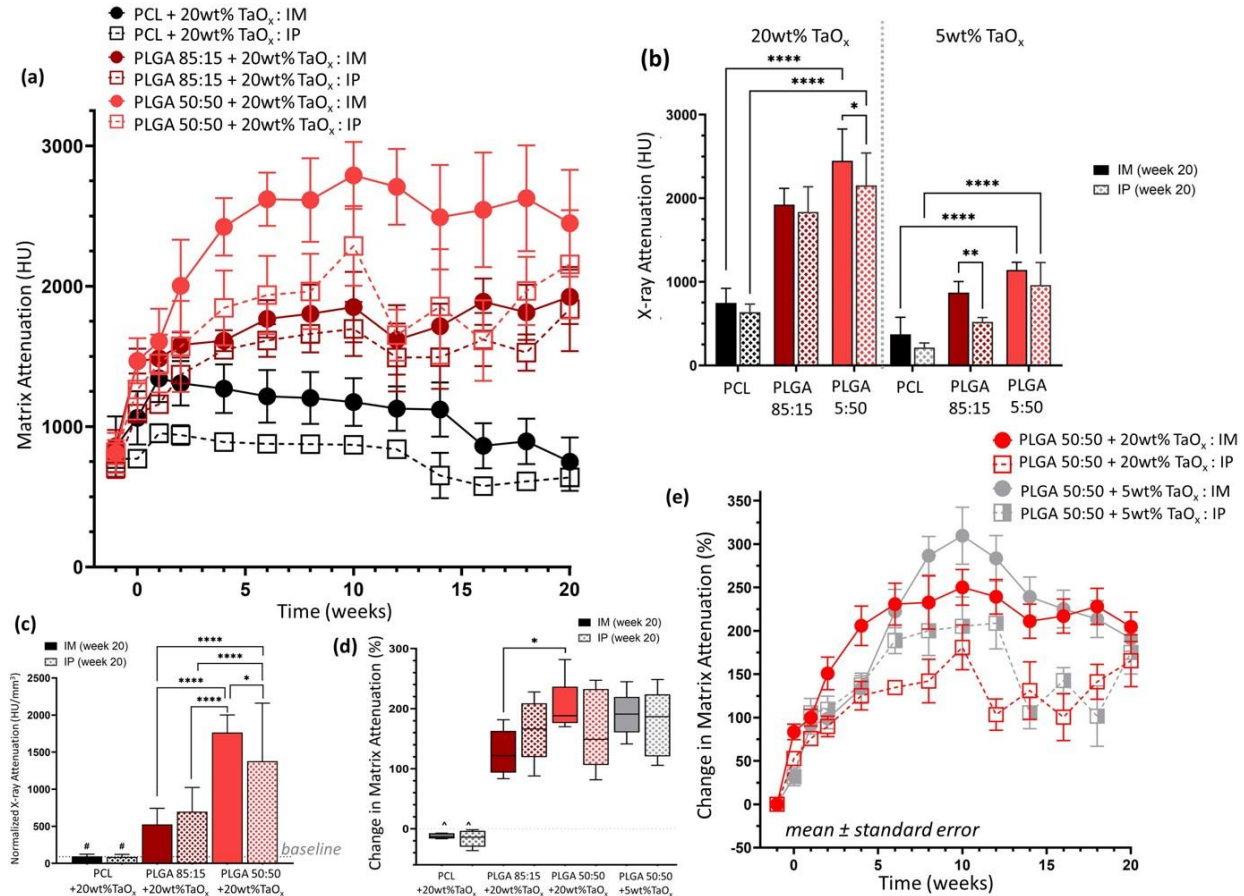 PCL + 20wt% TaOx : IM
PCL + 20wt% TaOx : IP
PLGA 85:15 + 20wt% TaOx : IM
PLGA 85:15 + 20wt% TaOx : IP
PLGA 50:50 + 20wt% TaOx : IM
PLGA 50:50 + 20wt% TaOx : IP
(a)
Matrix Attenuation (HU)
3000
2000
1000
0
0
5
10
15
20
Time (weeks)
(b)
20wt% TaOx
5wt% TaOx
****
****
*
****
****
**
X-ray Attenuation (HU)
3000
2500
2000
1500
1000
500
0
PCL
PLGA
85:15
PLGA
5:50
PCL
PLGA
85:15
PLGA
5:50
IM (week 20)
IP (week 20)
(c)
IM (week 20)
IP (week 20)
****
****
****
*
****
****
Normalized X-ray Attenuation (HU/mm³)
2500
2000
1500
1000
500
0
#
#
baseline
PCL
+20wt%TaOx
PLGA 85:15
+20wt%TaOx
PLGA 50:50
+20wt%TaOx
(d)
IM (week 20)
IP (week 20)
*
Change in Matrix Attenuation (%)
300
200
100
0
^
^
PCL
+20wt%TaOx
PLGA 85:15
+20wt%TaOx
PLGA 50:50
+20wt%TaOx
PLGA 50:50
+5wt%TaOx
(e)
PLGA 50:50 + 20wt% TaOx : IM
PLGA 50:50 + 20wt% TaOx : IP
PLGA 50:50 + 5wt% TaOx : IM
PLGA 50:50 + 5wt% TaOx : IP
Change in Matrix Attenuation (%)
350
300
250
200
150
100
50
0
-50
mean ± standard error
0
5
10
15
20
Time (weeks)